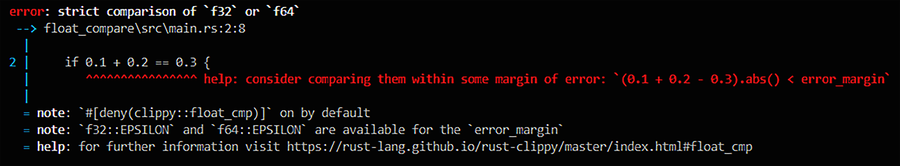 error: strict comparison of `f32` or `f64`
 --> float_compare\src\main.rs:2:8
  |
2 |     if 0.1 + 0.2 == 0.3 {
  |        ^^^^^^^^^^^^^^^^ help: consider comparing them within some margin of error: `(0.1 + 0.2 - 0.3).abs() < error_margin`
  |
  = note: `#[deny(clippy::float_cmp)]` on by default
  = note: `f32::EPSILON` and `f64::EPSILON` are available for the `error_margin`
  = help: for further information visit https://rust-lang.github.io/rust-clippy/master/index.html#float_cmp